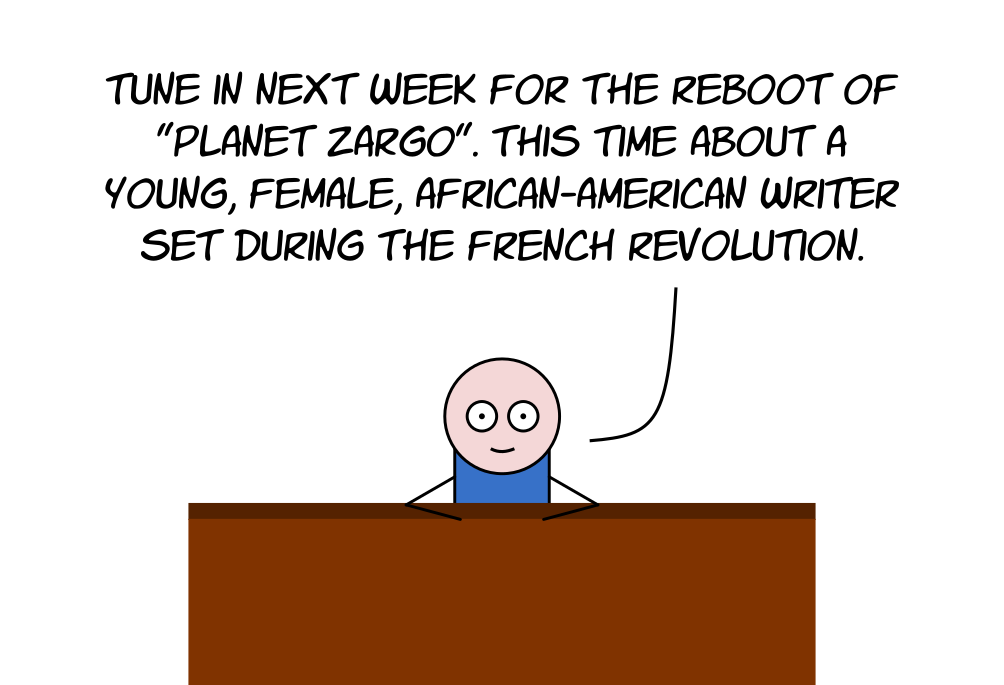 TUNE IN NEXT WEEK FOR THE REBOOT OF
"PLANET ZARGO". THIS TIME ABOUT A
YOUNG, FEMALE, AFRICAN-AMERICAN WRITER
SET DURING THE FRENCH REVOLUTION.